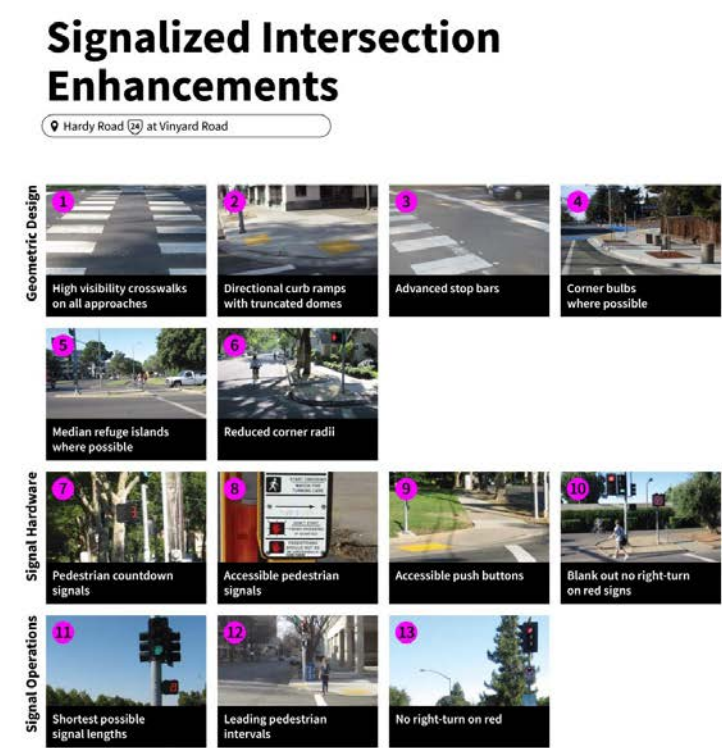 Signalized Intersection
Enhancements
Hardy Road 24 at Vinyard Road
Geometric Design
1
High visibility crosswalks
on all approaches
2
Directional curb ramps
with truncated domes
3
Advanced stop bars
4
Corner bulbs
where possible
5
Median refuge islands
where possible
6
Reduced corner radii
Signal Hardware
7
Pedestrian countdown
signals
8
START CROSSING
TURNING CARS
Accessible pedestrian
signals
9
Accessible push buttons
10
Blank out no right-turn
on red signs
Signal Operations
11
Shortest possible
signal lengths
12
Leading pedestrian
intervals
13
No right-turn on red